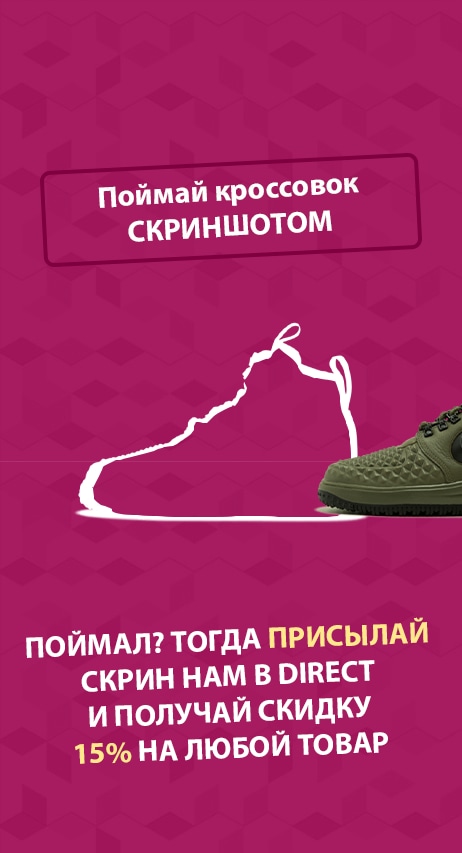 Поймай кроссовок
СКРИНШОТОМ
ПОЙМАЛ? ТОГДА ПРИСЫЛАЙ
СКРИН НАМ В DIRECT
И ПОЛУЧАЙ СКИДКУ
15% НА ЛЮБОЙ ТОВАР